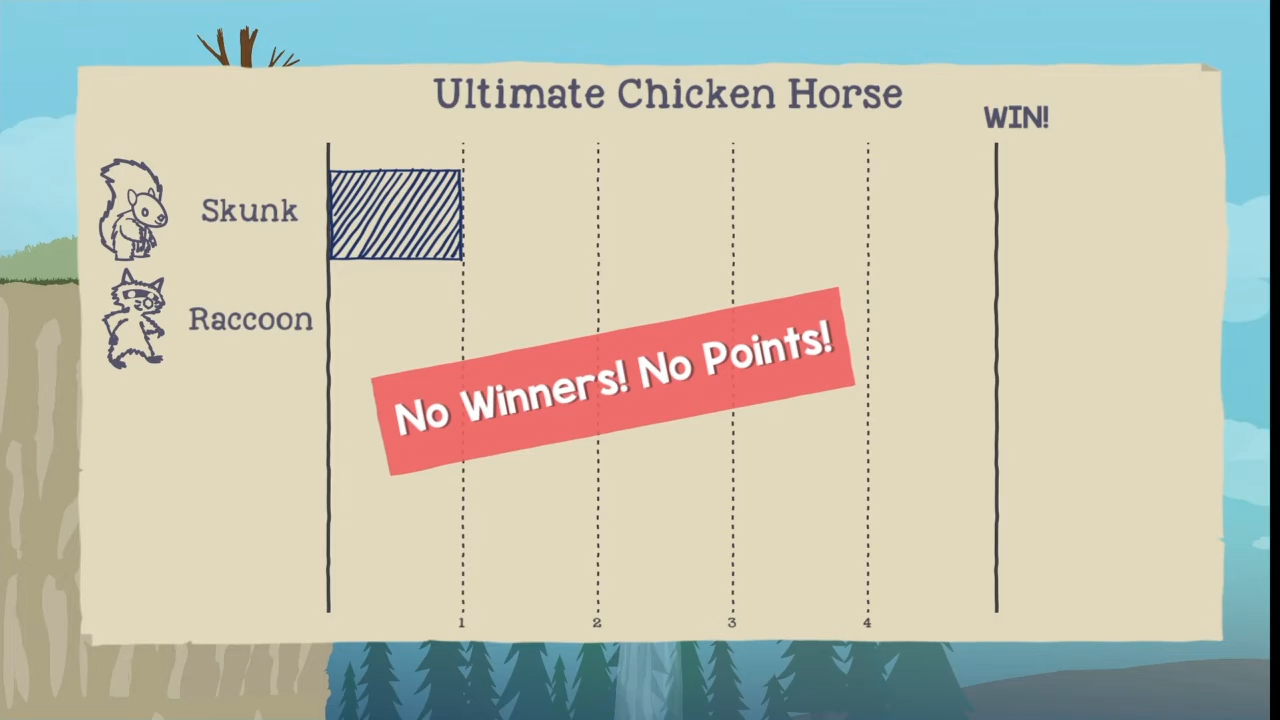 Ultimate Chicken Horse
WIN!
Skunk
Raccoon
No Winners! No Points!
1 2 3 4